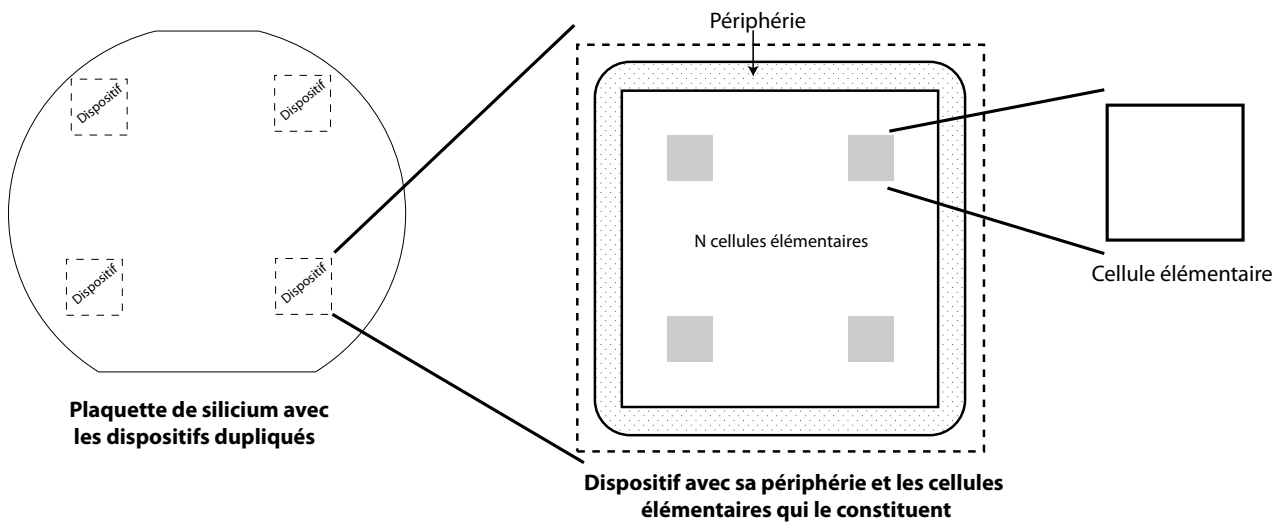 Périphérie
Dispositif
Dispositif
N cellules élémentaires
Dispositif
Dispositif
Cellule élémentaire
Plaquette de silicium avec
les dispositifs dupliqués
Dispositif avec sa périphérie et les cellules
élémentaires qui le constituent